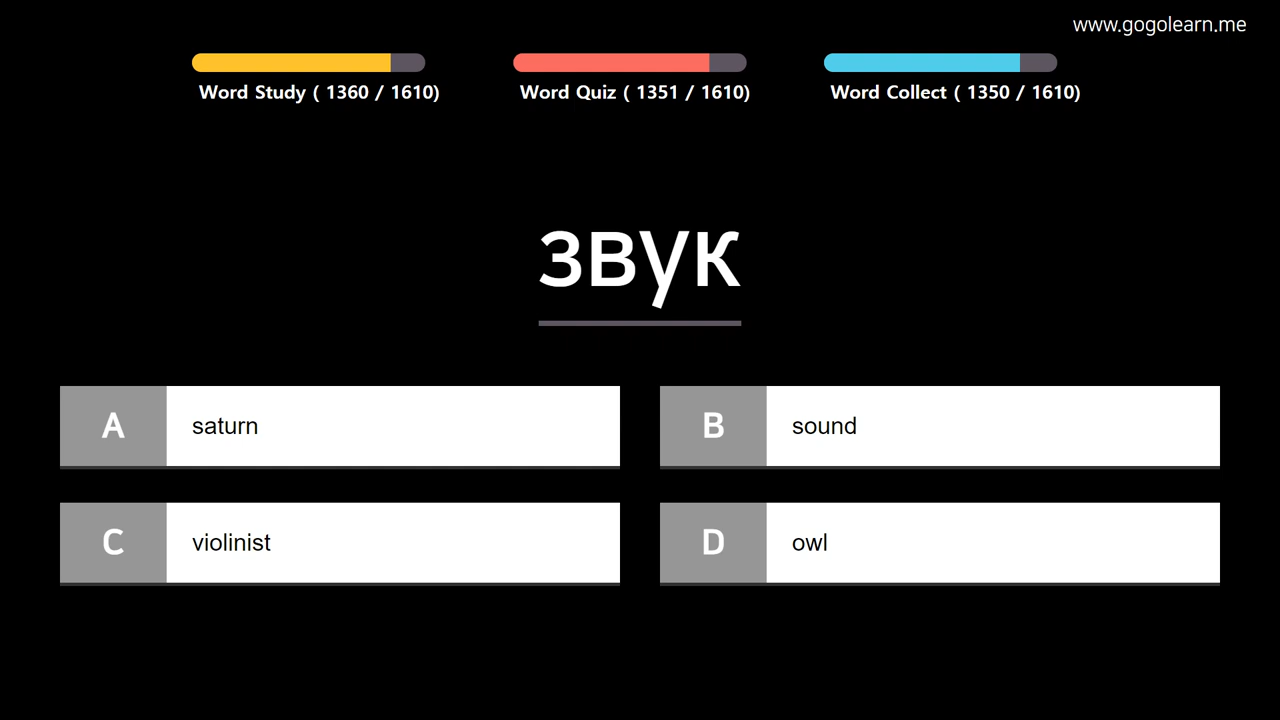 www.gogolearn.me
Word Study ( 1360 / 1610)
Word Quiz ( 1351 / 1610)
Word Collect ( 1350 / 1610)
звук
A saturn
B sound
C violinist
D owl